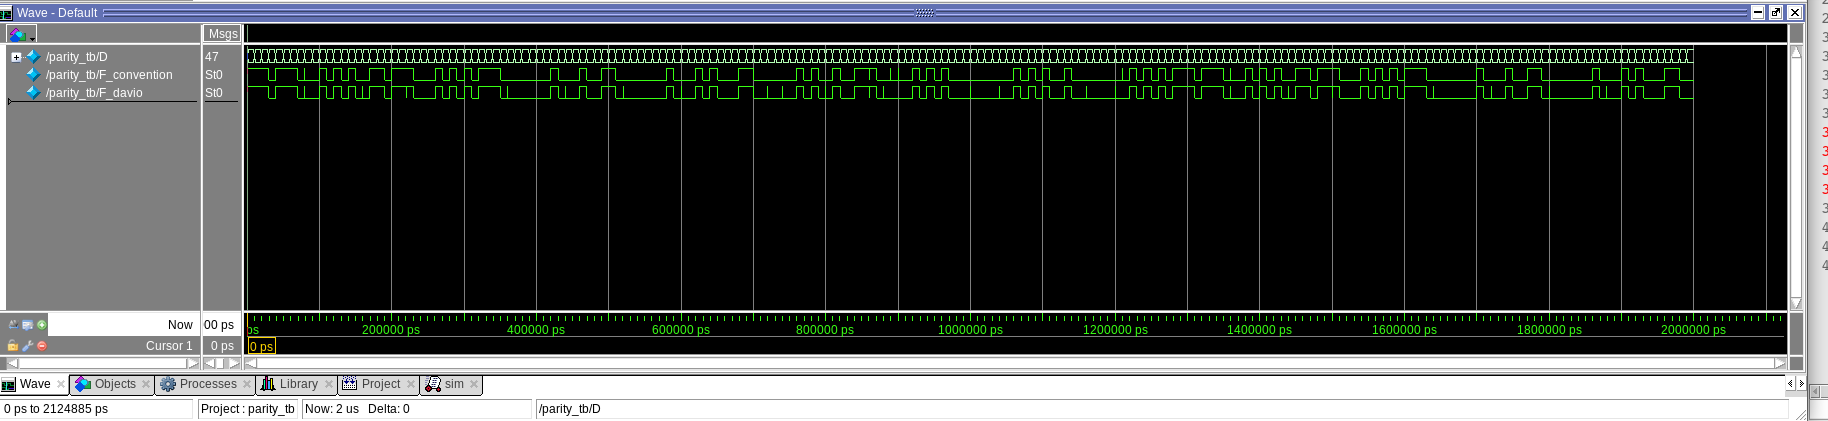 Wave - Default
Msgs
/parity_tb/D 47
/parity_tb/F_convention St0
/parity_tb/F_davio St0
Now 00 ps
ps 200000 ps 400000 ps 600000 ps 800000 ps 1000000 ps 1200000 ps 1400000 ps 1600000 ps 1800000 ps 2000000 ps
Cursor 1 0 ps 0 ps
Wave Objects Processes Library Project sim
0 ps to 2124885 ps Project : parity_tb Now: 2 us Delta: 0 /parity_tb/D